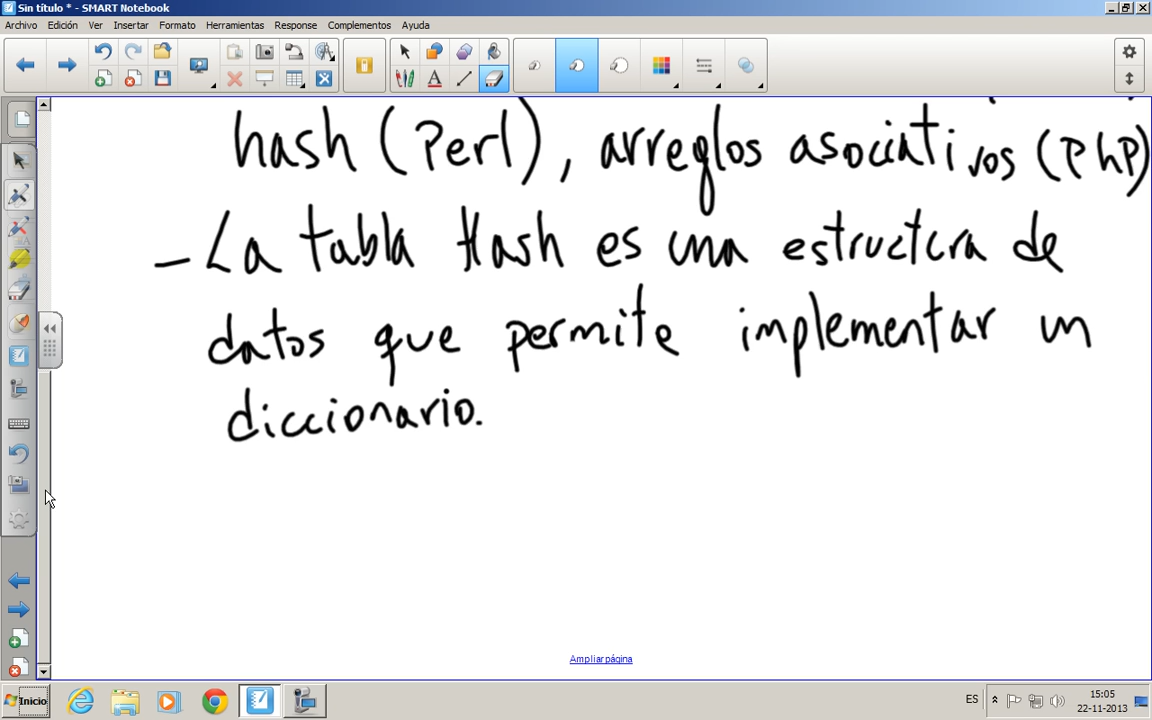 Sin título * - SMART Notebook
Archivo Edición Ver Insertar Formato Herramientas Response Complementos Ayuda
hash (Perl), arreglos asociativos (PhP)
- La tabla Hash es una estructura de
datos que permite implementar un
diccionario.
Ampliar página
Inicio
ES
15:05
22-11-2013